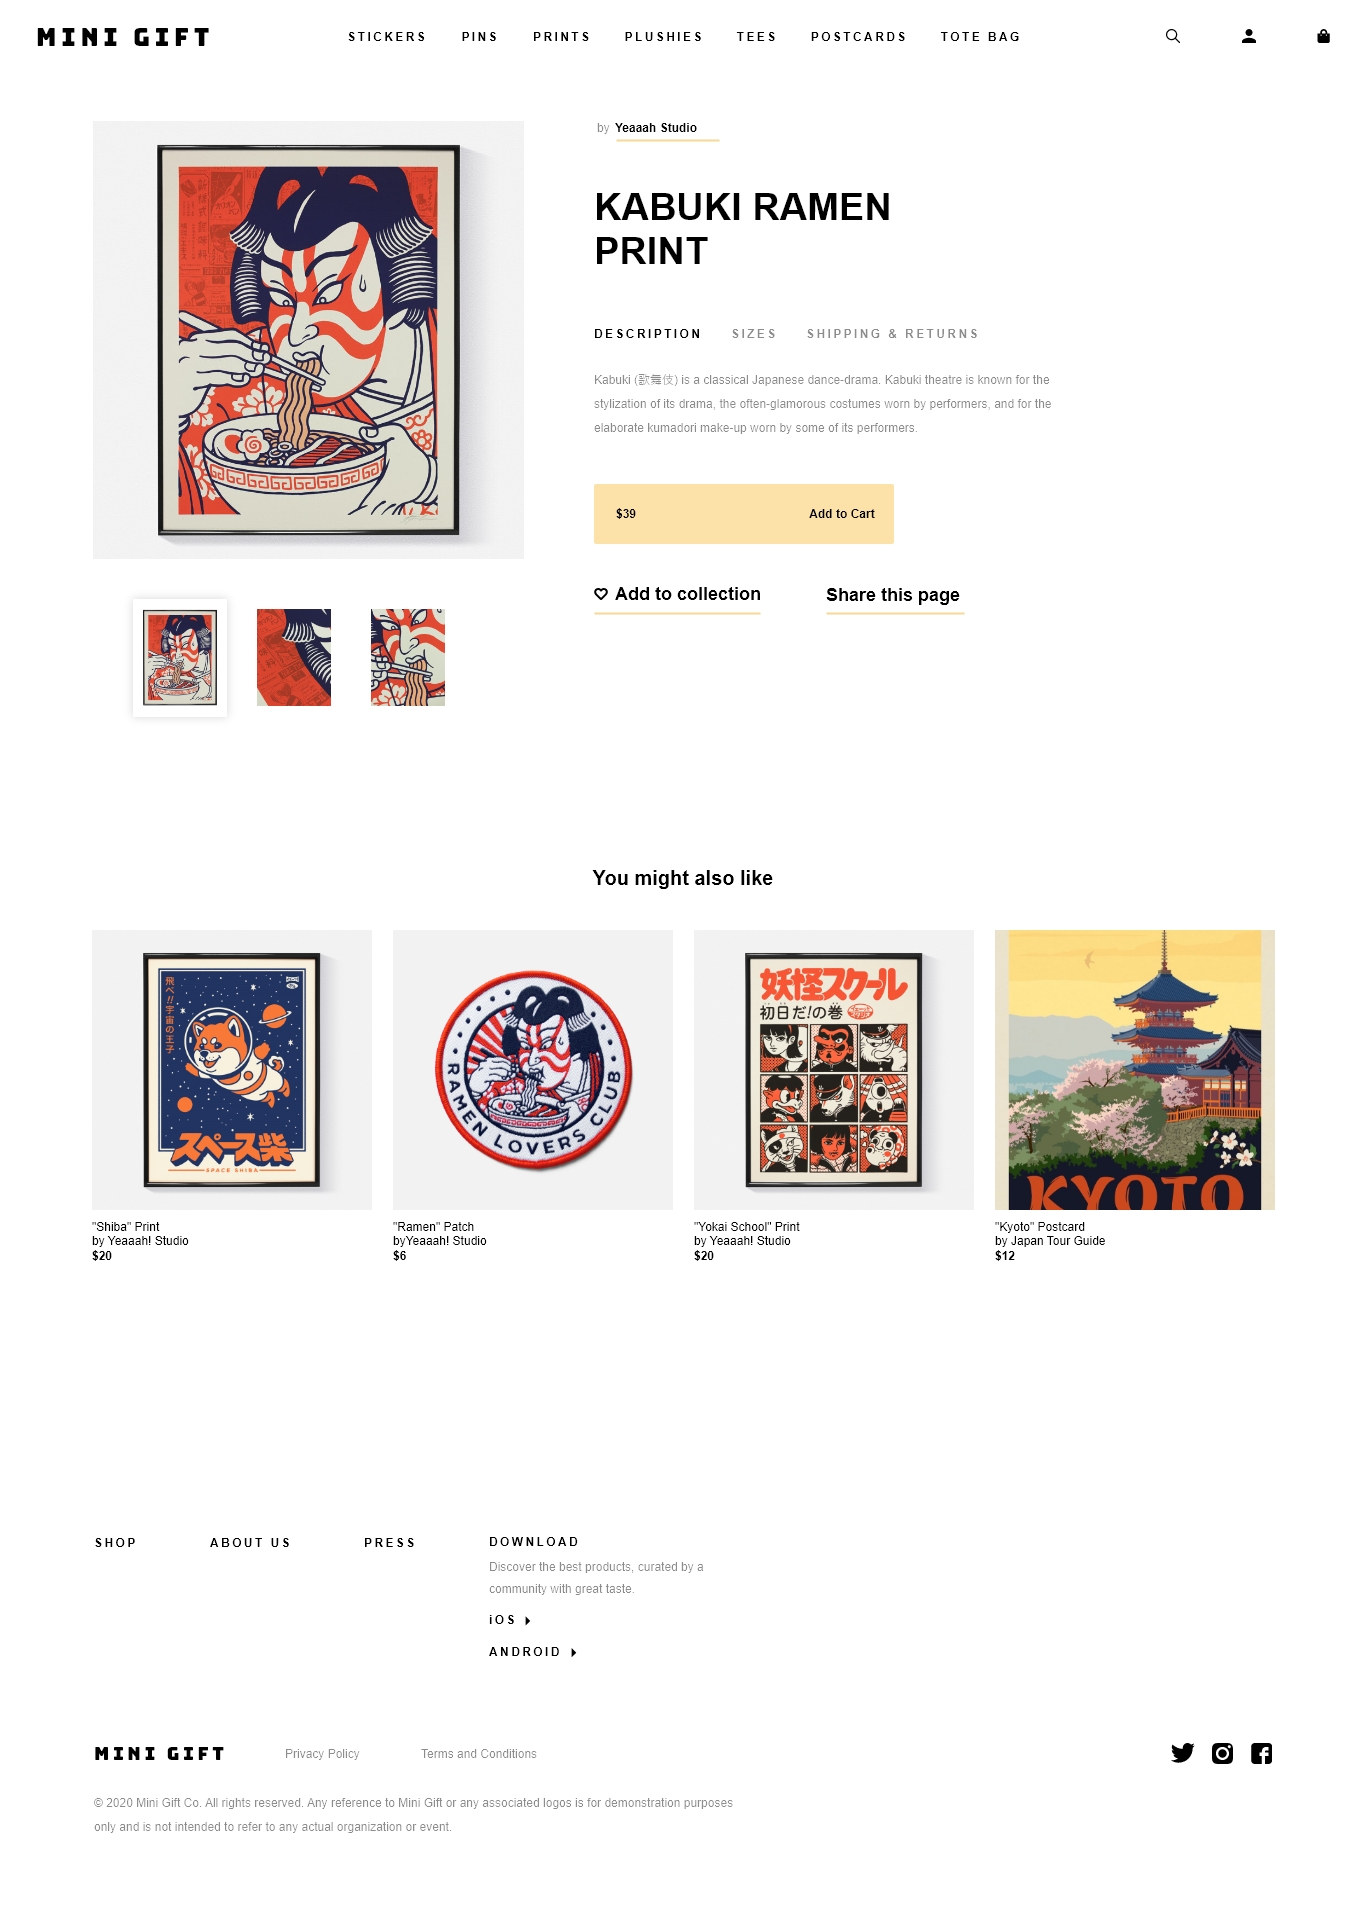 MINI GIFT
STICKERS PINS PRINTS PLUSHIES TEES POSTCARDS TOTE BAG
by Yeaaah Studio
KABUKI RAMEN
PRINT
DESCRIPTION SIZES SHIPPING & RETURNS
Kabuki (歌舞伎) is a classical Japanese dance-drama. Kabuki theatre is known for the
stylization of its drama, the often-glamorous costumes worn by performers, and for the
elaborate kumadori make-up worn by some of its performers.
$39 Add to Cart
Add to collection Share this page
You might also like
飛べ!!宇宙の王子
スペース柴
SPACE SHIBA
RAMEN LOVERS CLUB
妖怪スクール
初日だ!の巻
KYOTO
"Shiba" Print
by Yeaaah! Studio
$20
"Ramen" Patch
byYeaaah! Studio
$6
"Yokai School" Print
by Yeaaah! Studio
$20
"Kyoto" Postcard
by Japan Tour Guide
$12
SHOP ABOUT US PRESS DOWNLOAD
Discover the best products, curated by a
community with great taste.
iOS
ANDROID
MINI GIFT Privacy Policy Terms and Conditions
© 2020 Mini Gift Co. All rights reserved. Any reference to Mini Gift or any associated logos is for demonstration purposes
only and is not intended to refer to any actual organization or event.